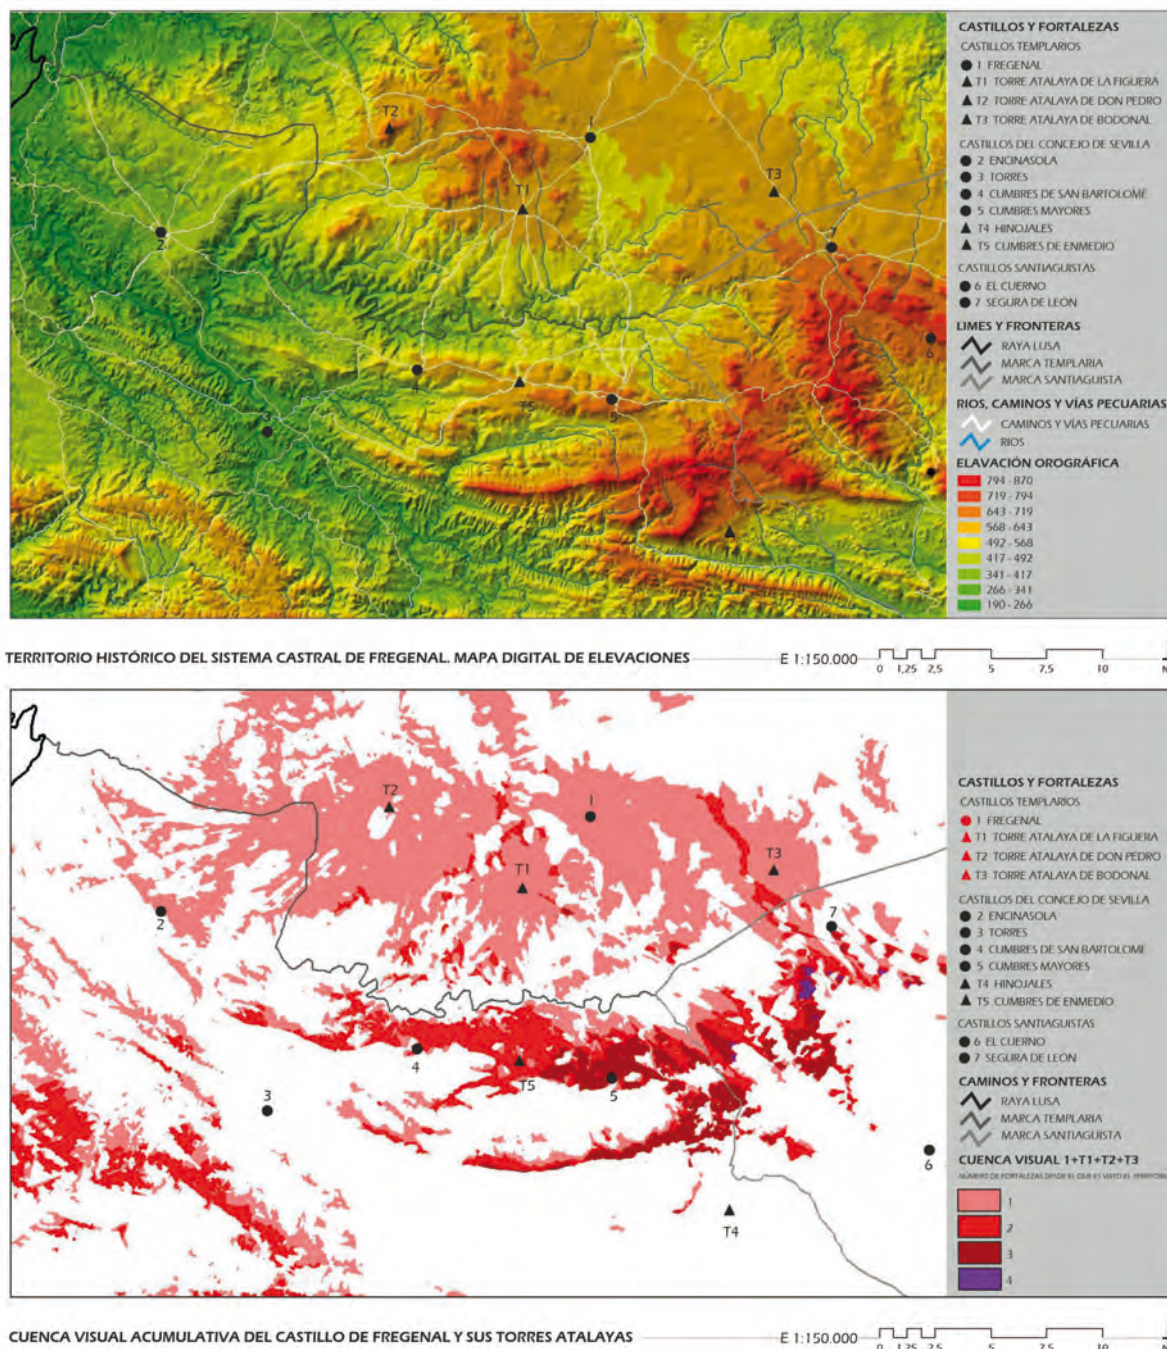 CASTILLOS Y FORTALEZAS
CASTILLOS TEMPLARIOS
1 FREGENAL
T1 TORRE ATALAYA DE LA FIGUERA
T2 TORRE ATALAYA DE DON PEDRO
T3 TORRE ATALAYA DE BODONAL
CASTILLOS DEL CONCEJO DE SEVILLA
2 ENCINASOLA
3 TORRES
4 CUMBRES DE SAN BARTOLOMÉ
5 CUMBRES MAYORES
T4 HINOJALES
T5 CUMBRES DE ENMEDIO
CASTILLOS SANTIAGUISTAS
6 EL CUERNO
7 SEGURA DE LEÓN
LIMES Y FRONTERAS
RAYA LUSA
MARCA TEMPLARIA
MARCA SANTIAGUISTA
RIOS, CAMINOS Y VÍAS PECUARIAS
CAMINOS Y VÍAS PECUARIAS
RIOS
ELAVACIÓN OROGRÁFICA
794 - 870
719 - 794
643 - 719
568 - 643
492 - 568
417 - 492
341 - 417
266 - 341
190 - 266
T2
1
T3
T1
2
7
6
4
T5
5
3
TERRITORIO HISTÓRICO DEL SISTEMA CASTRAL DE FREGENAL. MAPA DIGITAL DE ELEVACIONES
E 1:150.000
0 1,25 2,5 5 7,5 10 N
T2
1
T3
T1
2
7
4
T5
5
3
6
T4
CASTILLOS Y FORTALEZAS
CASTILLOS TEMPLARIOS
1 FREGENAL
T1 TORRE ATALAYA DE LA FIGUERA
T2 TORRE ATALAYA DE DON PEDRO
T3 TORRE ATALAYA DE BODONAL
CASTILLOS DEL CONCEJO DE SEVILLA
2 ENCINASOLA
3 TORRES
4 CUMBRES DE SAN BARTOLOMÉ
5 CUMBRES MAYORES
T4 HINOJALES
T5 CUMBRES DE ENMEDIO
CASTILLOS SANTIAGUISTAS
6 EL CUERNO
7 SEGURA DE LEÓN
CAMINOS Y FRONTERAS
RAYA LUSA
MARCA TEMPLARIA
MARCA SANTIAGUISTA
CUENCA VISUAL 1+T1+T2+T3
NÚMERO DE FORTALEZAS DESDE EL QUE ES VISTO EL TERRITORIO
1
2
3
4
CUENCA VISUAL ACUMULATIVA DEL CASTILLO DE FREGENAL Y SUS TORRES ATALAYAS
E 1:150.000
0 1,25 2,5 5 7,5 10 N